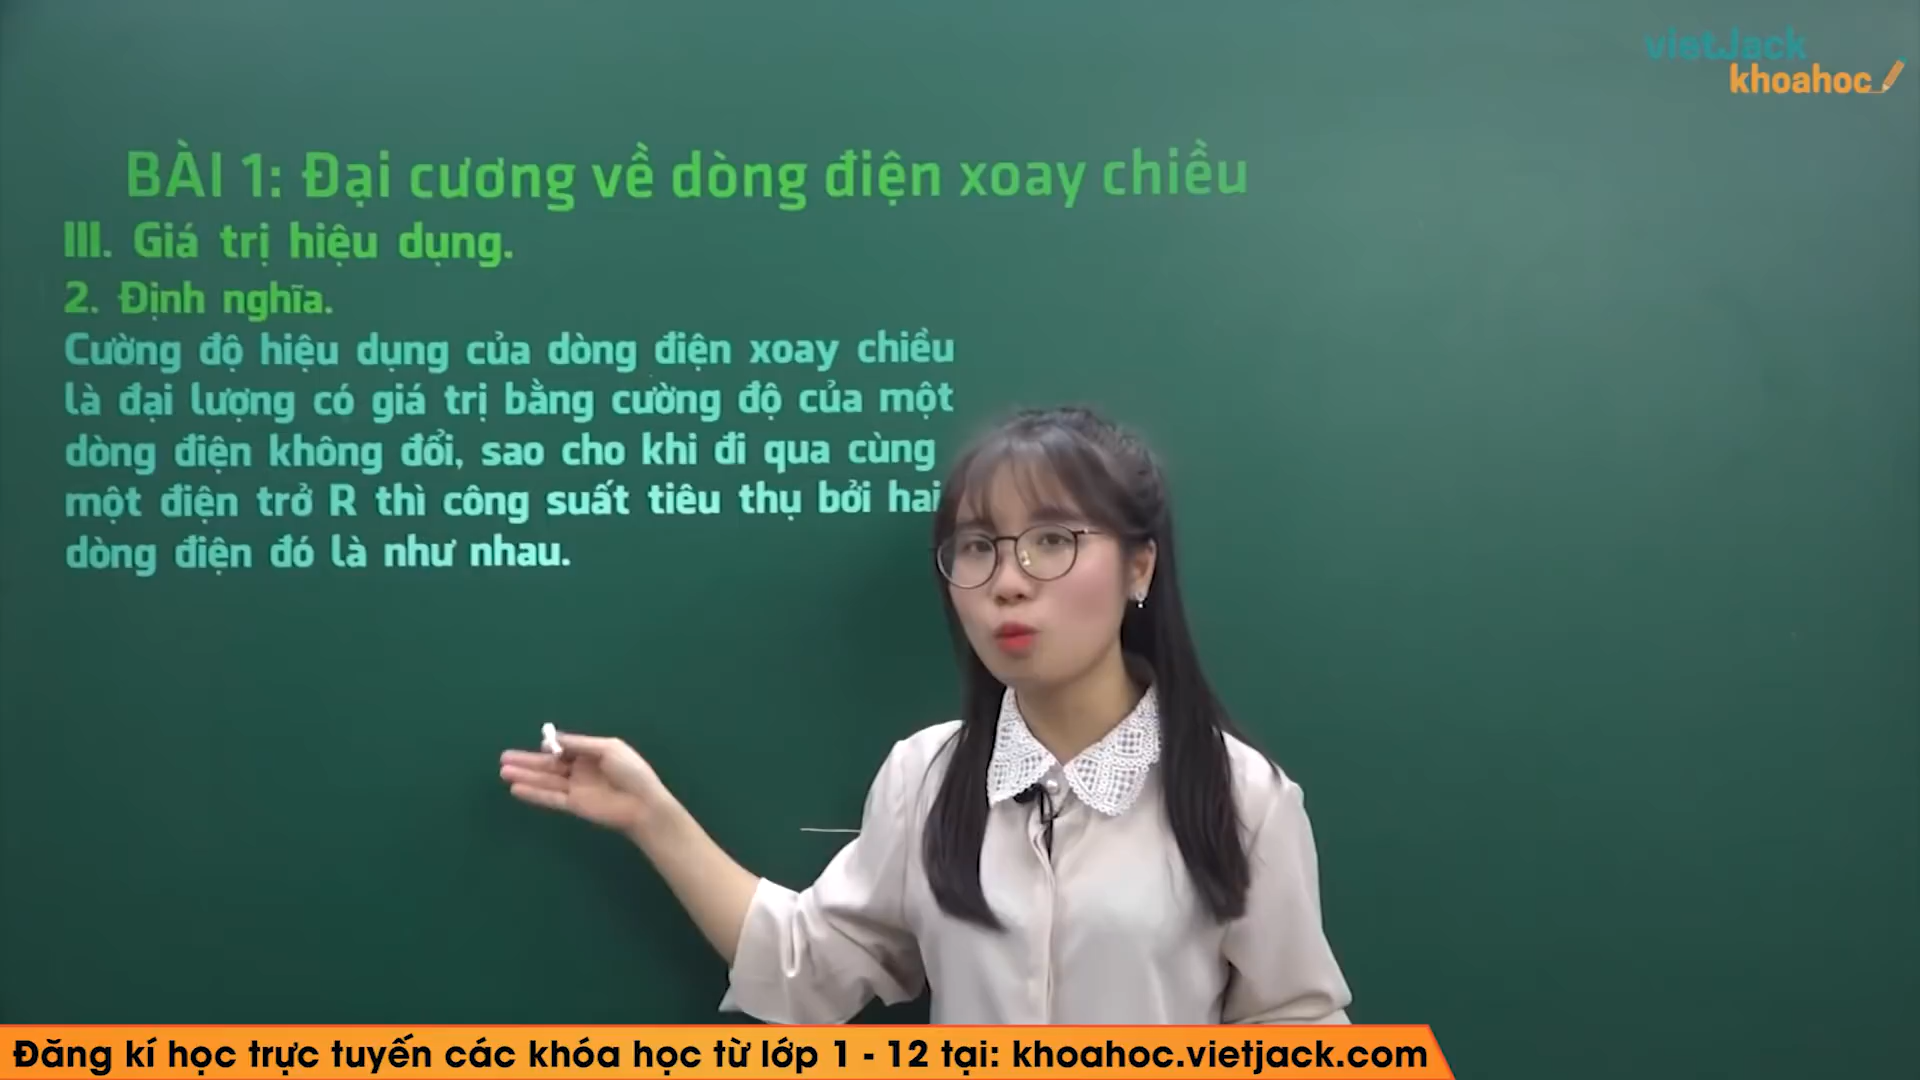 vietJack
khoahoc
BÀI 1: Đại cương về dòng điện xoay chiều
III. Giá trị hiệu dụng.
2. Định nghĩa.
Cường độ hiệu dụng của dòng điện xoay chiều
là đại lượng có giá trị bằng cường độ của một
dòng điện không đổi, sao cho khi đi qua cùng
một điện trở R thì công suất tiêu thụ bởi hai
dòng điện đó là như nhau.
Đăng kí học trực tuyến các khóa học từ lớp 1 - 12 tại: khoahoc.vietjack.com